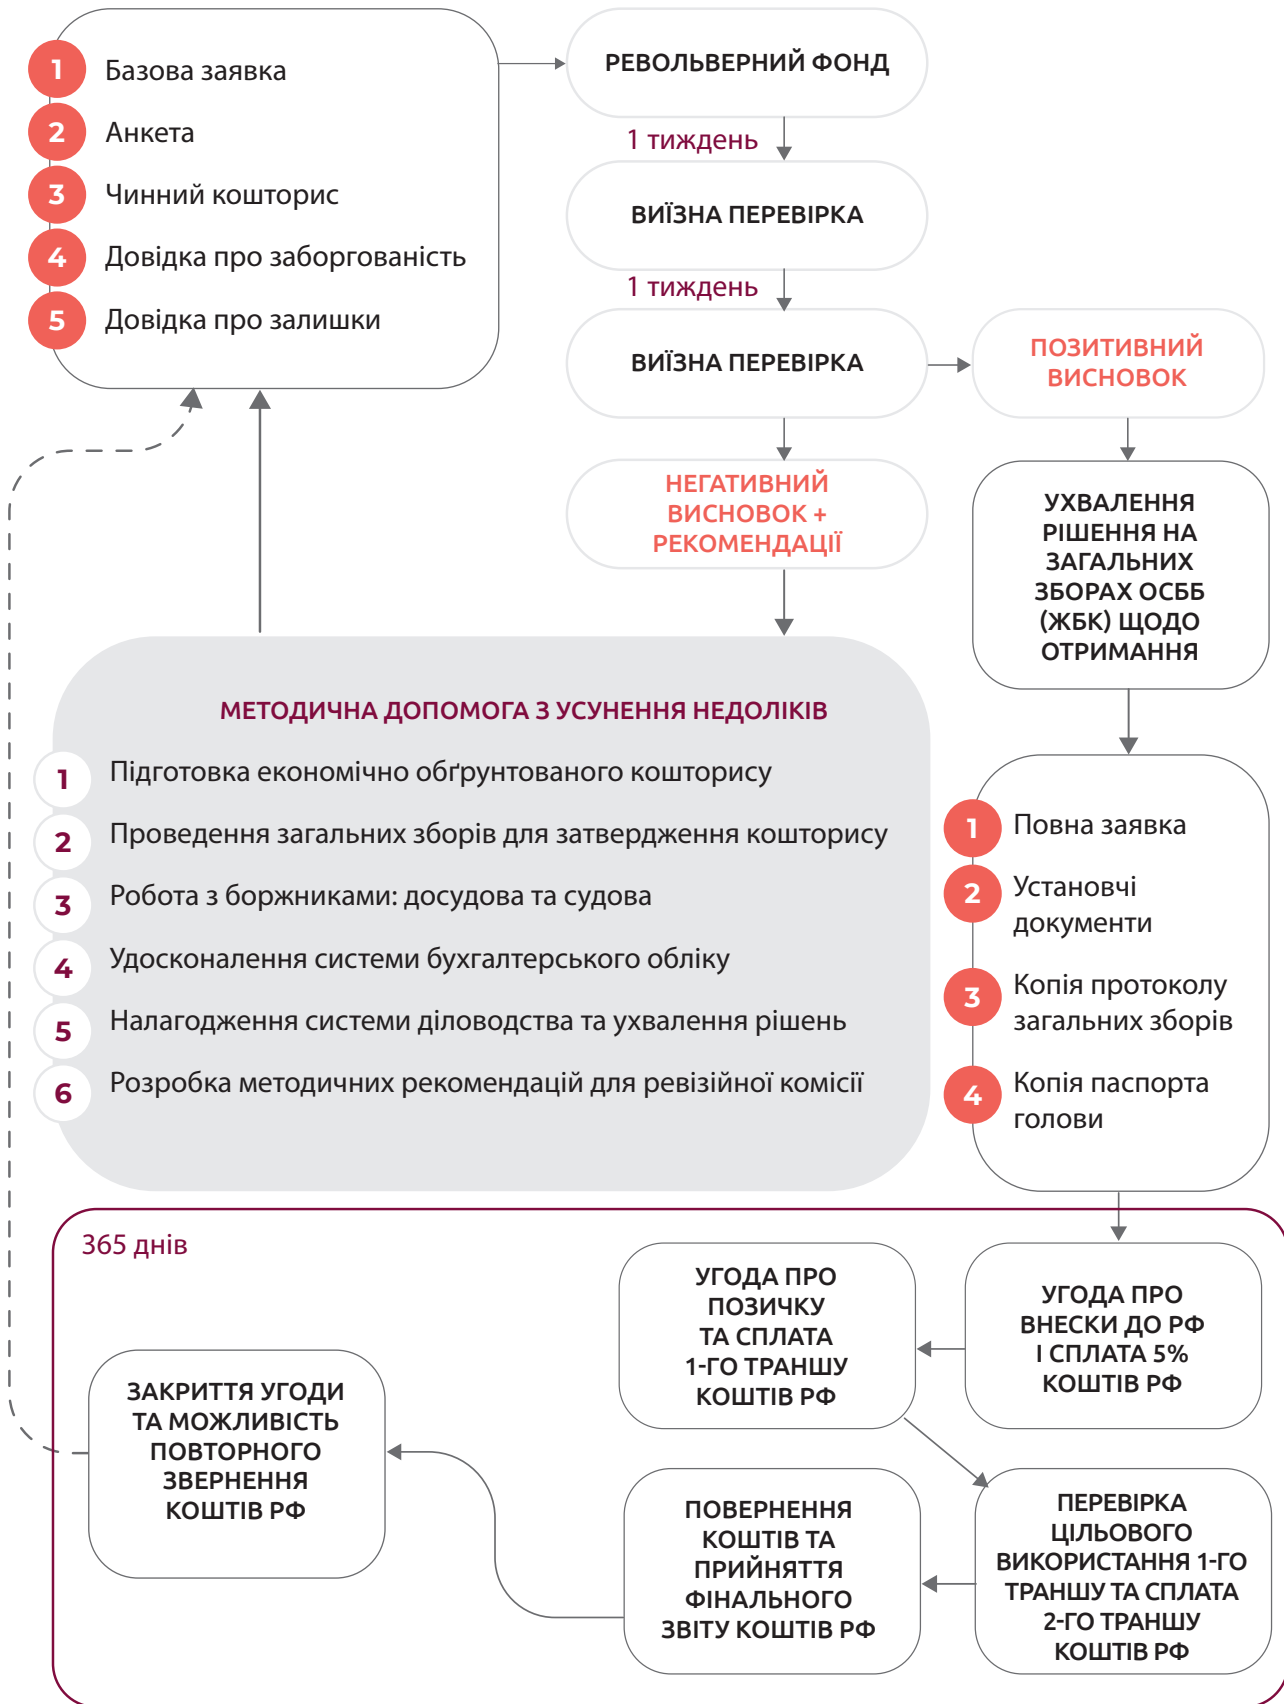 1 Базова заявка
2 Анкета
3 Чинний кошторис
4 Довідка про заборгованість
5 Довідка про залишки
РЕВОЛЬВЕРНИЙ ФОНД
1 тиждень
ВИЇЗНА ПЕРЕВІРКА
1 тиждень
ВИЇЗНА ПЕРЕВІРКА
ПОЗИТИВНИЙ
ВИСНОВОК
НЕГАТИВНИЙ
ВИСНОВОК +
РЕКОМЕНДАЦІЇ
УХВАЛЕННЯ
РІШЕННЯ НА
ЗАГАЛЬНИХ
ЗБОРАХ ОСББ
(ЖБК) ЩОДО
ОТРИМАННЯ
МЕТОДИЧНА ДОПОМОГА З УСУНЕННЯ НЕДОЛІКІВ
1 Підготовка економічно обґрунтованого кошторису
2 Проведення загальних зборів для затвердження кошторису
3 Робота з боржниками: досудова та судова
4 Удосконалення системи бухгалтерського обліку
5 Налагодження системи діловодства та ухвалення рішень
6 Розробка методичних рекомендацій для ревізійної комісії
1 Повна заявка
2 Установчі
документи
3 Копія протоколу
загальних зборів
4 Копія паспорта
голови
365 днів
УГОДА ПРО
ВНЕСКИ ДО РФ
І СПЛАТА 5%
КОШТІВ РФ
УГОДА ПРО
ПОЗИЧКУ
ТА СПЛАТА
1-ГО ТРАНШУ
КОШТІВ РФ
ПЕРЕВІРКА
ЦІЛЬОВОГО
ВИКОРИСТАННЯ 1-ГО
ТРАНШУ ТА СПЛАТА
2-ГО ТРАНШУ
КОШТІВ РФ
ПОВЕРНЕННЯ
КОШТІВ ТА
ПРИЙНЯТТЯ
ФІНАЛЬНОГО
ЗВІТУ КОШТІВ РФ
ЗАКРИТТЯ УГОДИ
ТА МОЖЛИВІСТЬ
ПОВТОРНОГО
ЗВЕРНЕННЯ
КОШТІВ РФ